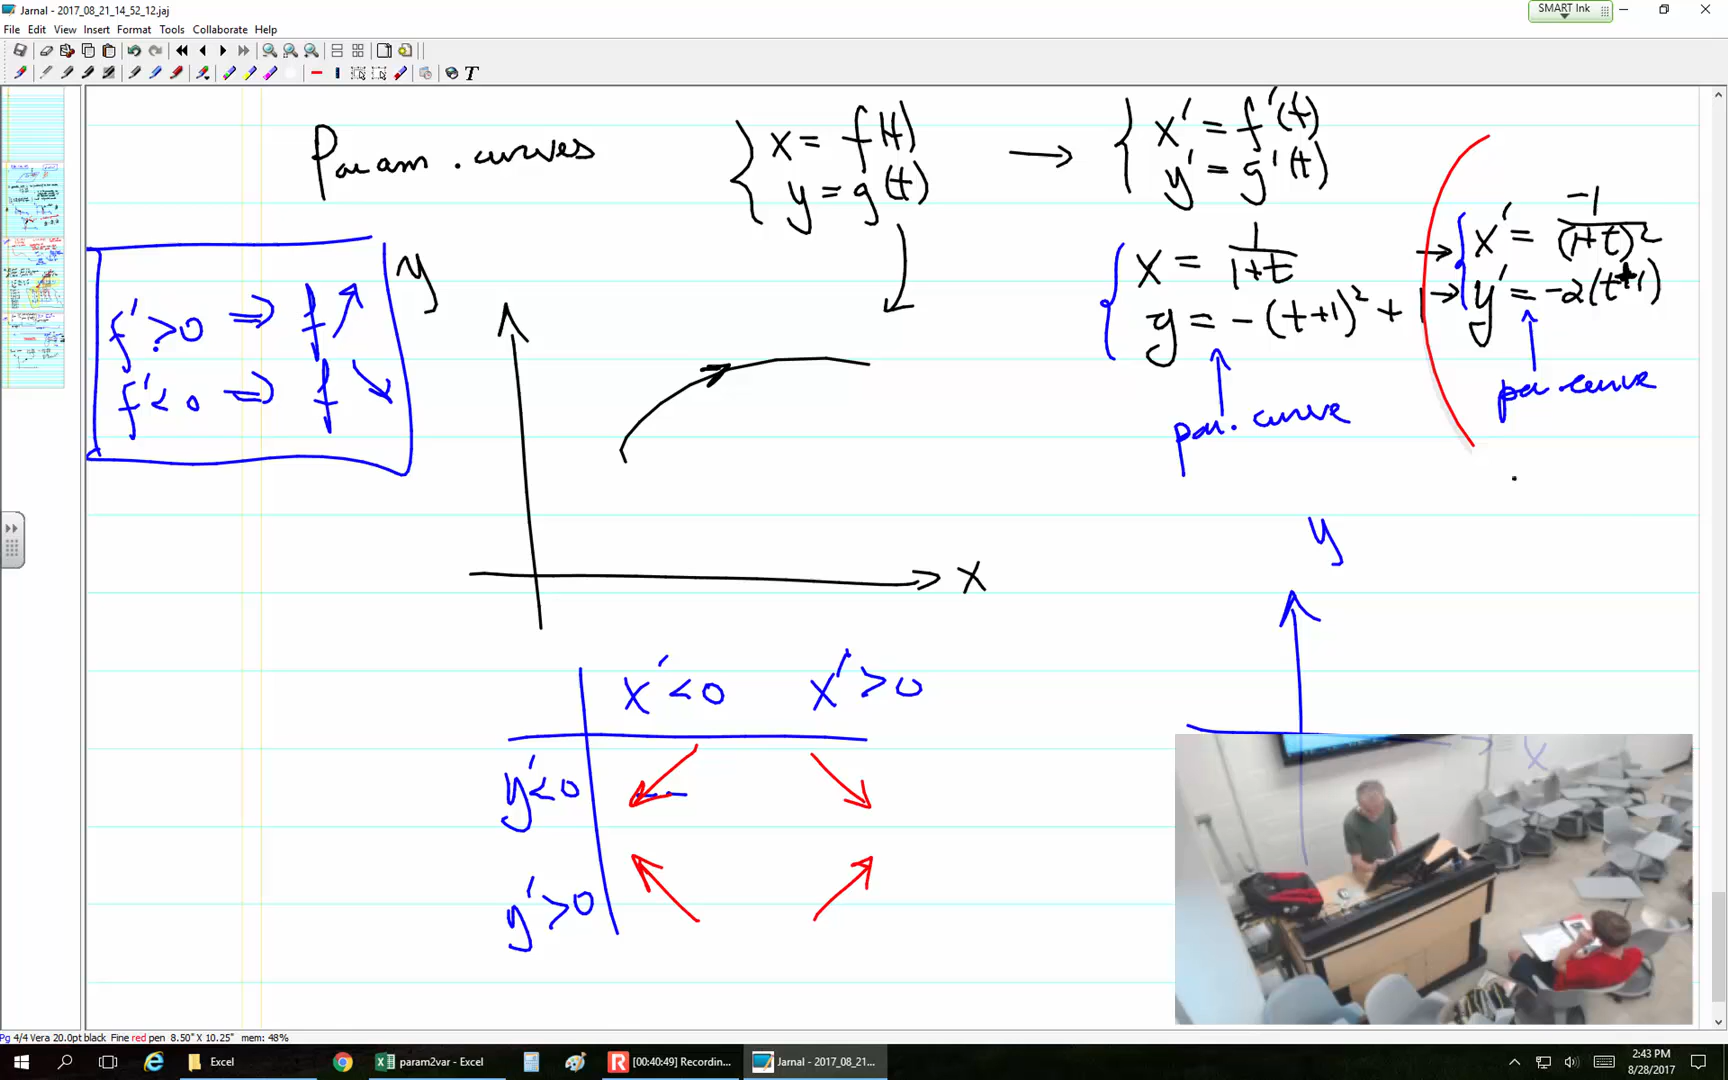 Jarnal - 2017_08_21_14_52_12.jaj
SMART Ink
File Edit View Insert Format Tools Collaborate Help
Param. curves
x = f(t)
y = g(t)
→
x' = f'(t)
y' = g'(t)
f' > 0 ⇒ f ↗
f' < 0 ⇒ f ↘
y
x
x = 1/(1+t)
y = -(t+1)² + 1
→ x' = -1/(1+t)²
→ y' = -2(t+1)
par. curve
par. curve
y
x
x' < 0 x' > 0
y' < 0
y' > 0
Pg 4/4 Vera 20.0pt black Fine red pen 8.50" X 10.25" mem: 48%
Excel
param2var - Excel
[00:40:49] Recordin...
Jarnal - 2017_08_21...
2:43 PM
8/28/2017